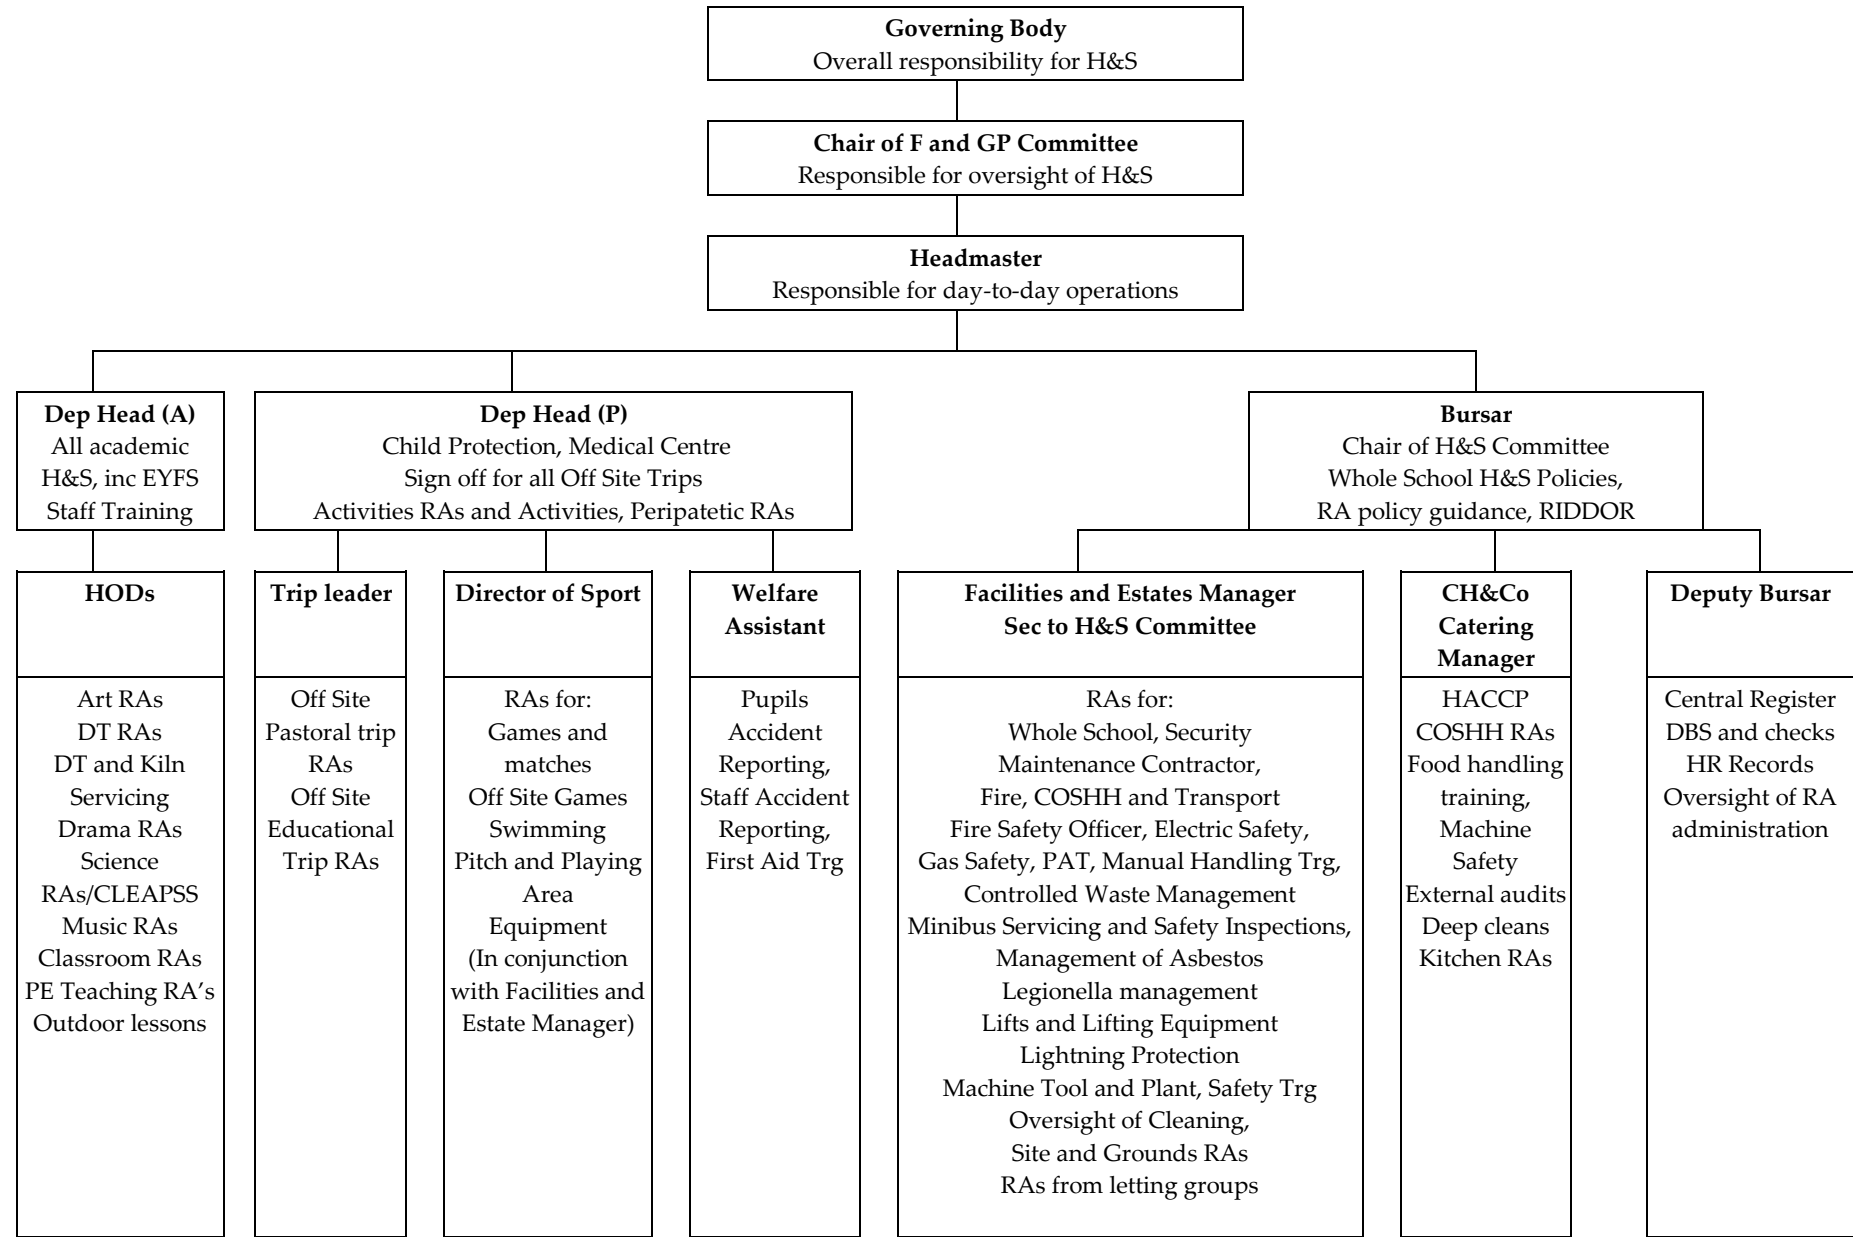 Governing Body
Overall responsibility for H&S
Chair of F and GP Committee
Responsible for oversight of H&S
Headmaster
Responsible for day-to-day operations
Dep Head (A)
All academic
H&S, inc EYFS
Staff Training
Dep Head (P)
Child Protection, Medical Centre
Sign off for all Off Site Trips
Activities RAs and Activities, Peripatetic RAs
Bursar
Chair of H&S Committee
Whole School H&S Policies,
RA policy guidance, RIDDOR
HODs
Art RAs
DT RAs
DT and Kiln
Servicing
Drama RAs
Science
RAs/CLEAPSS
Music RAs
Classroom RAs
PE Teaching RA’s
Outdoor lessons
Trip leader
Off Site
Pastoral trip
RAs
Off Site
Educational
Trip RAs
Director of Sport
RAs for:
Games and
matches
Off Site Games
Swimming
Pitch and Playing
Area
Equipment
(In conjunction
with Facilities and
Estate Manager)
Welfare
Assistant
Pupils
Accident
Reporting,
Staff Accident
Reporting,
First Aid Trg
Facilities and Estates Manager
Sec to H&S Committee
RAs for:
Whole School, Security
Maintenance Contractor,
Fire, COSHH and Transport
Fire Safety Officer, Electric Safety,
Gas Safety, PAT, Manual Handling Trg,
Controlled Waste Management
Minibus Servicing and Safety Inspections,
Management of Asbestos
Legionella management
Lifts and Lifting Equipment
Lightning Protection
Machine Tool and Plant, Safety Trg
Oversight of Cleaning,
Site and Grounds RAs
RAs from letting groups
CH&Co
Catering
Manager
HACCP
COSHH RAs
Food handling
training,
Machine
Safety
External audits
Deep cleans
Kitchen RAs
Deputy Bursar
Central Register
DBS and checks
HR Records
Oversight of RA
administration